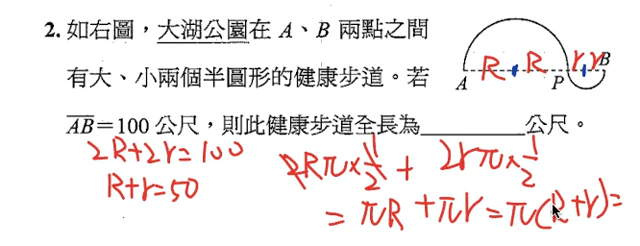 2. 如右圖，大湖公園在 A、B 兩點之間
有大、小兩個半圓形的健康步道。若
AB＝100 公尺，則此健康步道全長為________公尺。
A R R P r r B
2R+2r=100
R+r=50
2Rπ×1/2 + 2rπ×1/2
= πR +πr=π(R+r)=